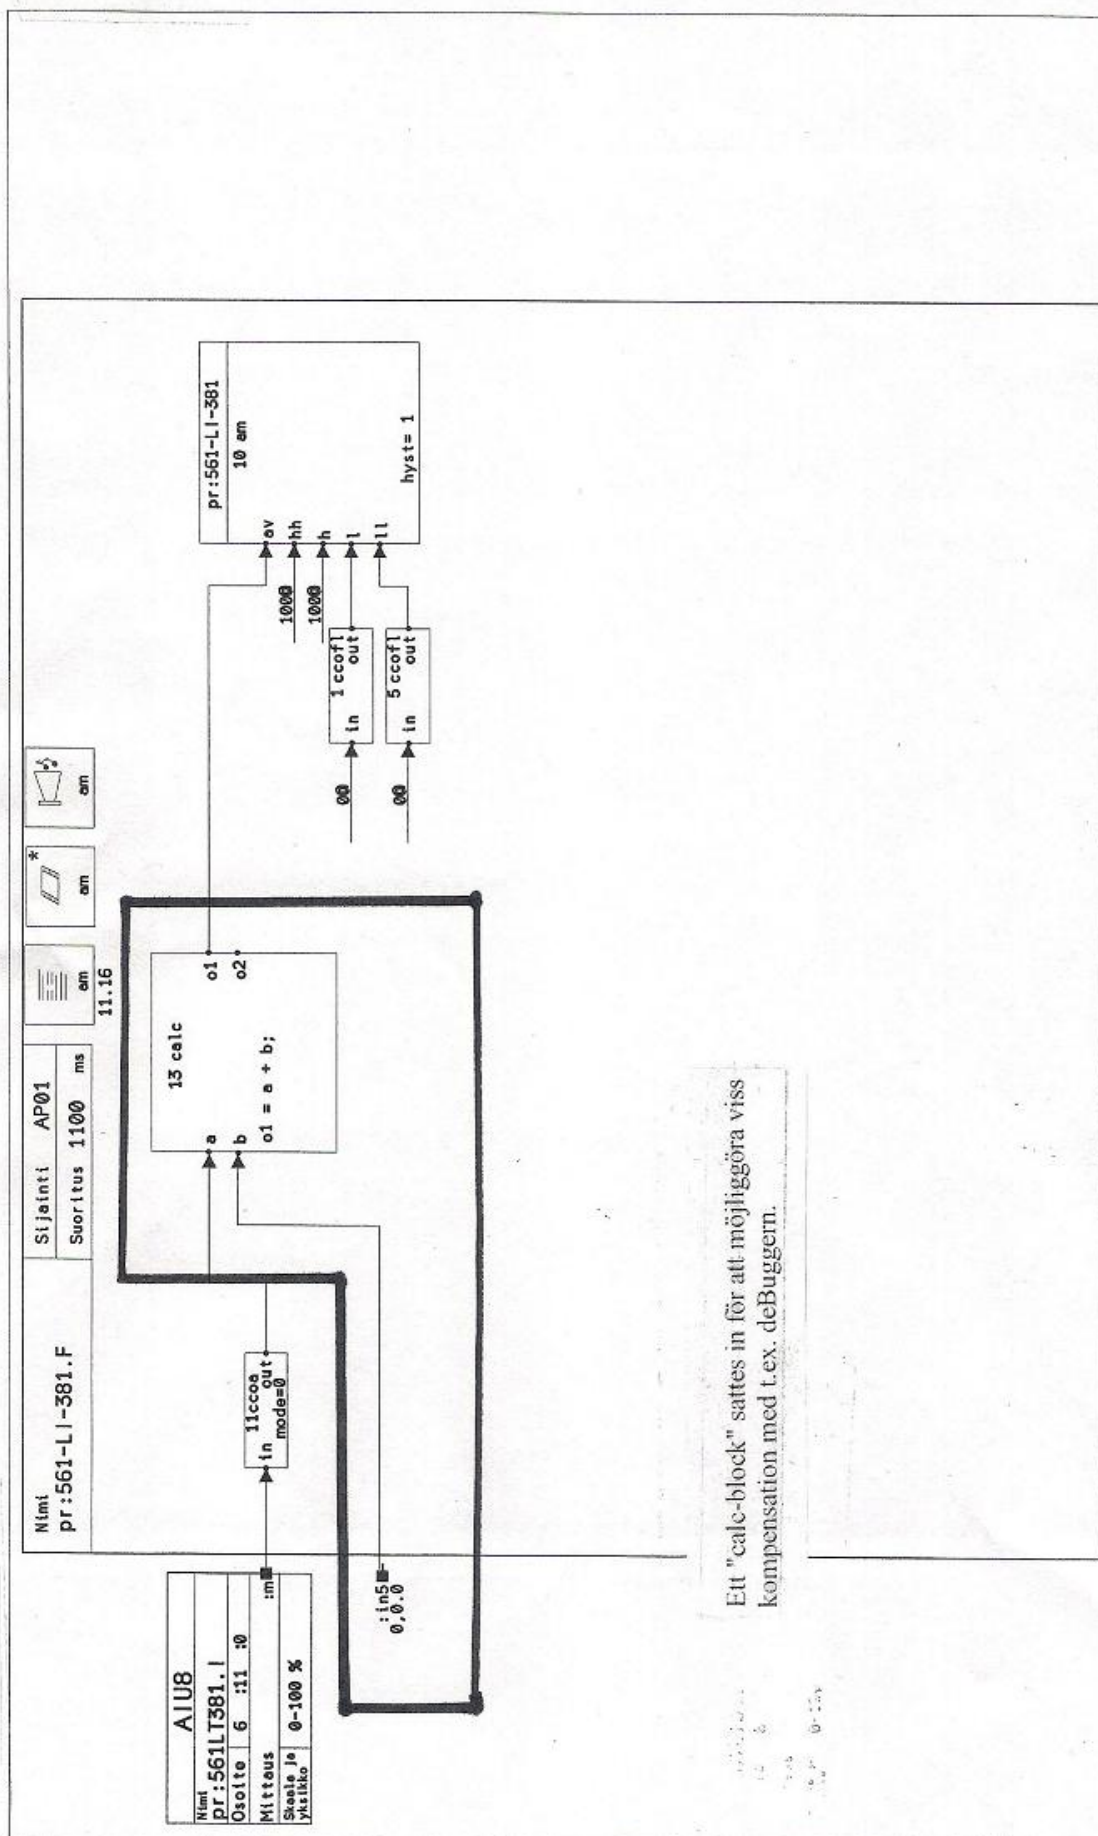 Nimi
pr:561-LI-381.F
Sijainti AP01
Suoritus 1100 ms
am
11.16
*
am
am
AIU8
Nimi
pr:561LT381.I
Osoite 6 :11 :0
Mittaus :m
Skaala ja
yksikko 0-100 %
11ccoa
in out
mode=0
:in5
0,0.0
13 calc
a
b
o1
o2
o1 = a + b;
00
1 ccofl
in out
00
5 ccofl
in out
1000
1000
pr:561-LI-381
10 am
av
hh
h
l
ll
hyst= 1
Ett "calc-block" sattes in för att möjliggöra viss
kompensation med t.ex. deBuggern.